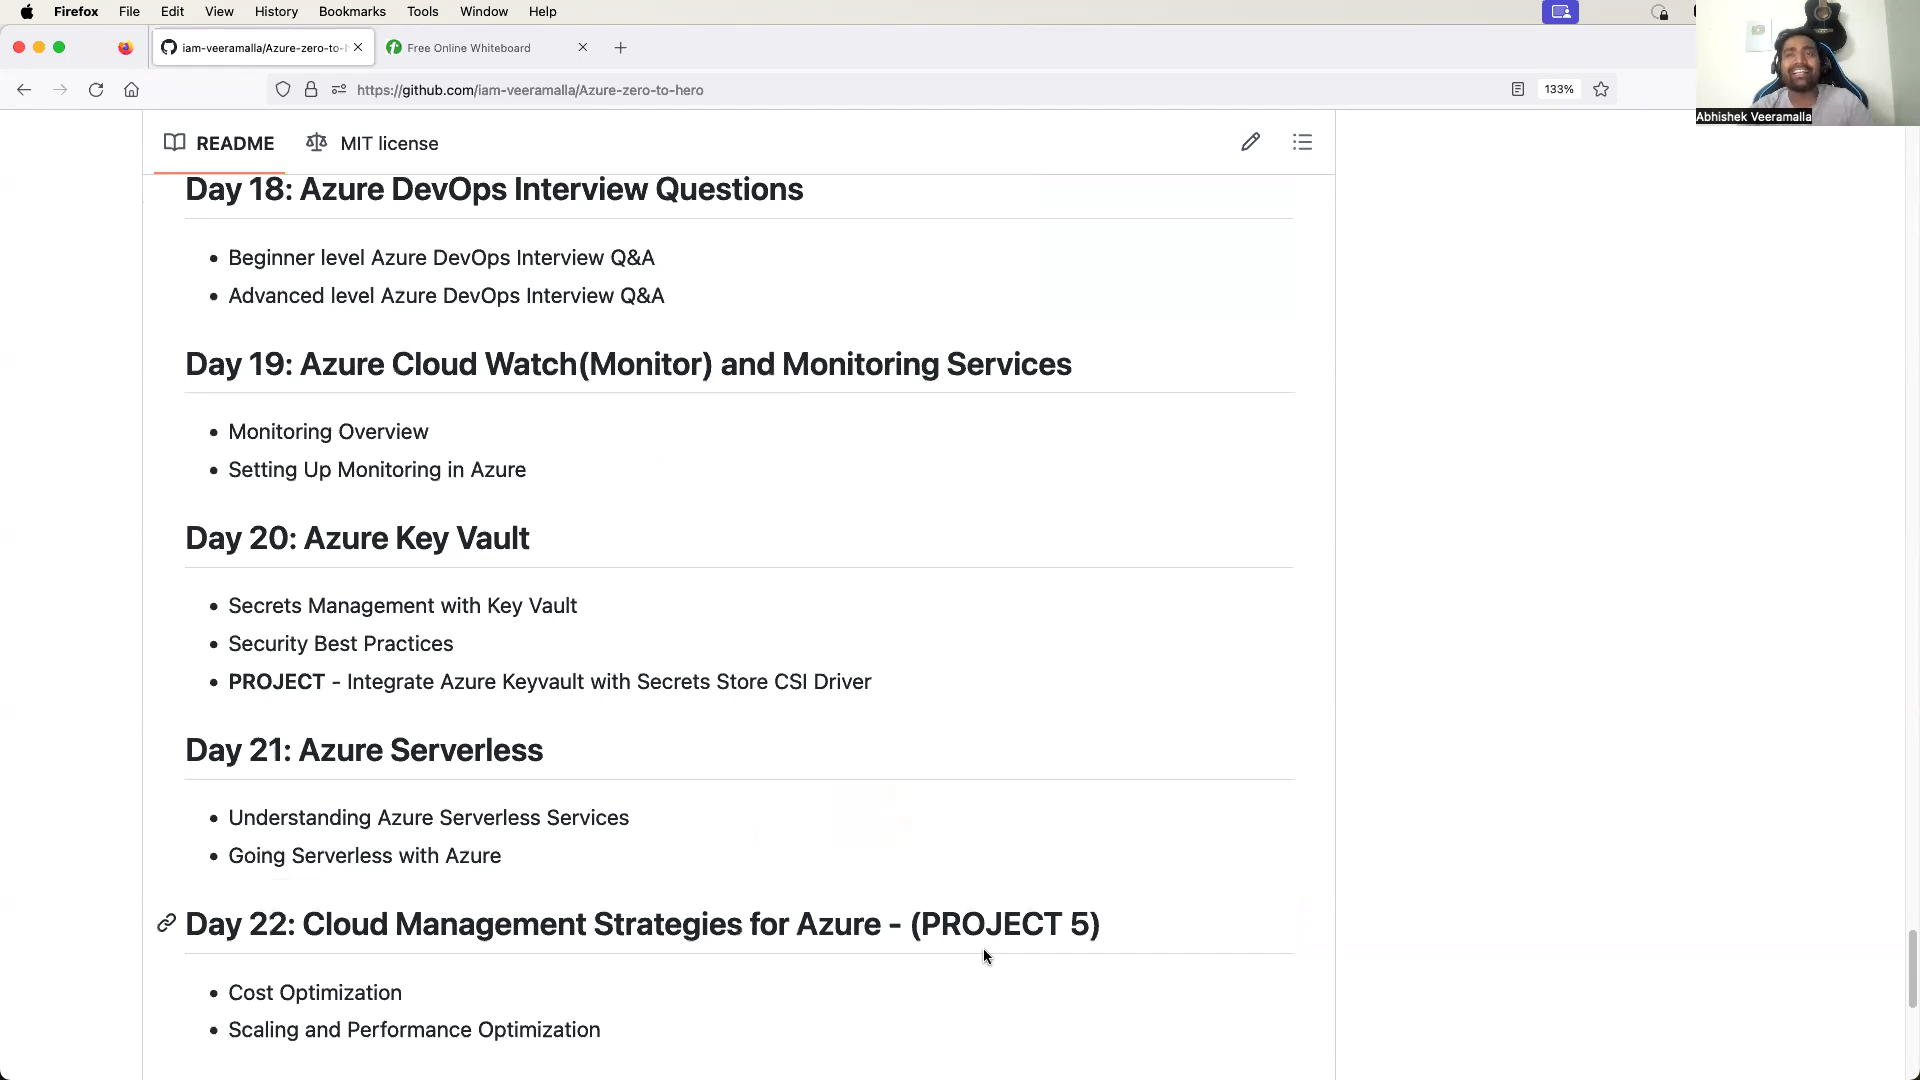 Firefox File Edit View History Bookmarks Tools Window Help
iam-veeramalla/Azure-zero-to-
Free Online Whiteboard
https://github.com/iam-veeramalla/Azure-zero-to-hero
133%
Abhishek Veeramalla
README
MIT license
Day 18: Azure DevOps Interview Questions
• Beginner level Azure DevOps Interview Q&A
• Advanced level Azure DevOps Interview Q&A
Day 19: Azure Cloud Watch(Monitor) and Monitoring Services
• Monitoring Overview
• Setting Up Monitoring in Azure
Day 20: Azure Key Vault
• Secrets Management with Key Vault
• Security Best Practices
• PROJECT - Integrate Azure Keyvault with Secrets Store CSI Driver
Day 21: Azure Serverless
• Understanding Azure Serverless Services
• Going Serverless with Azure
Day 22: Cloud Management Strategies for Azure - (PROJECT 5)
• Cost Optimization
• Scaling and Performance Optimization